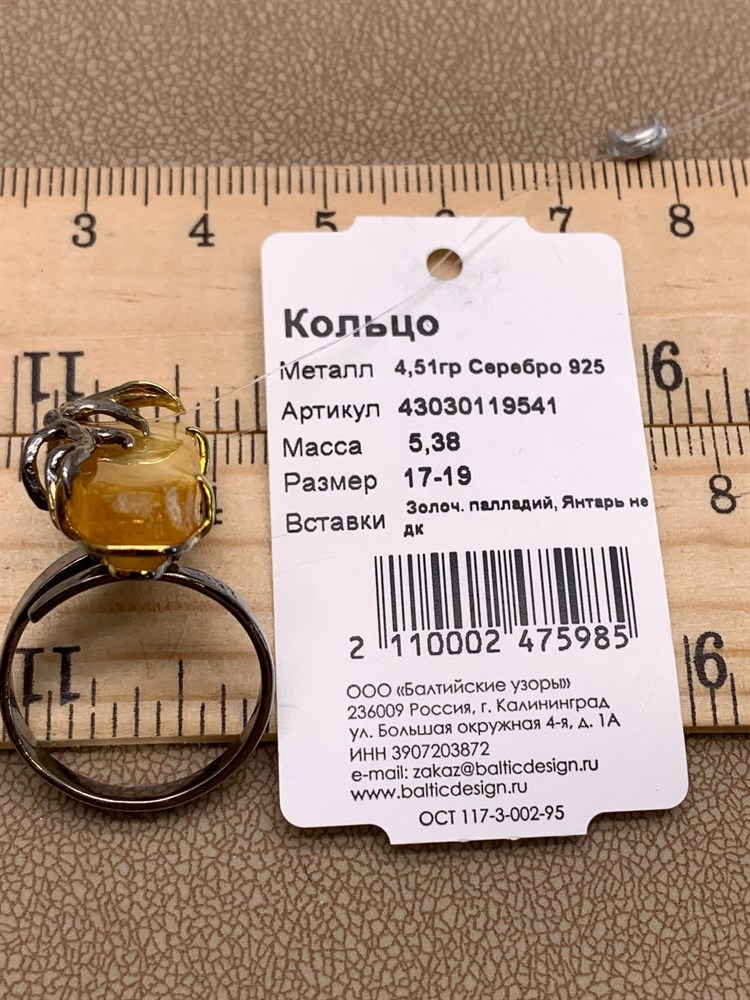 3 4 5 6 7 8
Кольцо
Металл 4,51гр Серебро 925
Артикул 43030119541
Масса 5,38
Размер 17-19
Вставки Золоч. палладий, Янтарь не
дк
2 110002 475985
ООО «Балтийские узоры»
236009 Россия, г. Калининград
ул. Большая окружная 4-я, д. 1А
ИНН 3907203872
e-mail: zakaz@balticdesign.ru
www.balticdesign.ru
ОСТ 117-3-002-95
11 6
8
11 6